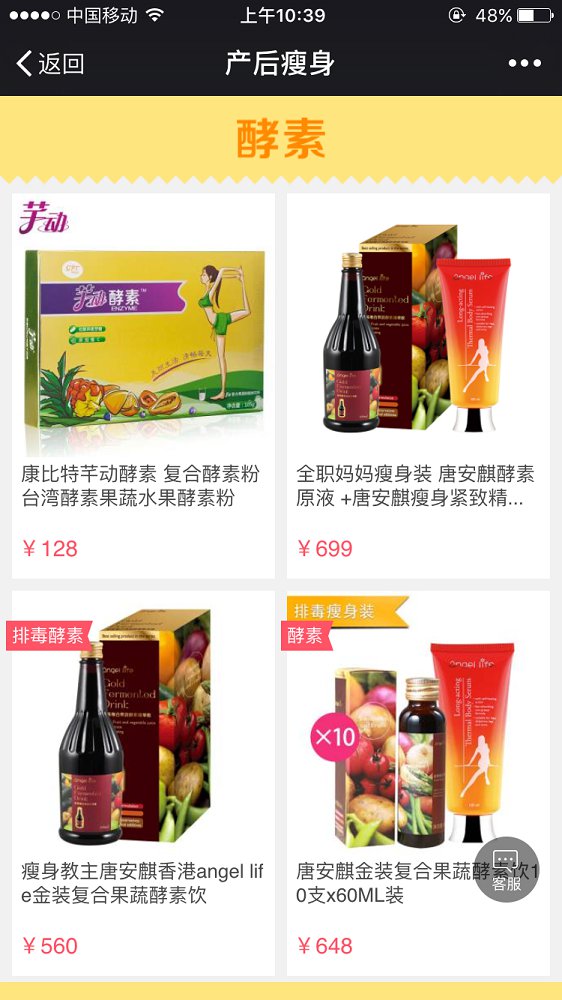 中国移动
上午10:39
48%
返回
产后瘦身
酵素
芋动
芋动酵素™
ENZYME
angel life
Gold
Fermented
Drink
angel life
Long-acting
Thermal Body Serum
康比特芊动酵素 复合酵素粉
台湾酵素果蔬水果酵素粉
¥128
全职妈妈瘦身装 唐安麒酵素
原液 +唐安麒瘦身紧致精...
¥699
排毒酵素
angel life
Gold
Fermented
Drink
排毒瘦身装
酵素
×10
angel life
Long-acting
Thermal Body Serum
瘦身教主唐安麒香港angel lif
e金装复合果蔬酵素饮
¥560
唐安麒金装复合果蔬酵素饮1
0支x60ML装
¥648
客服